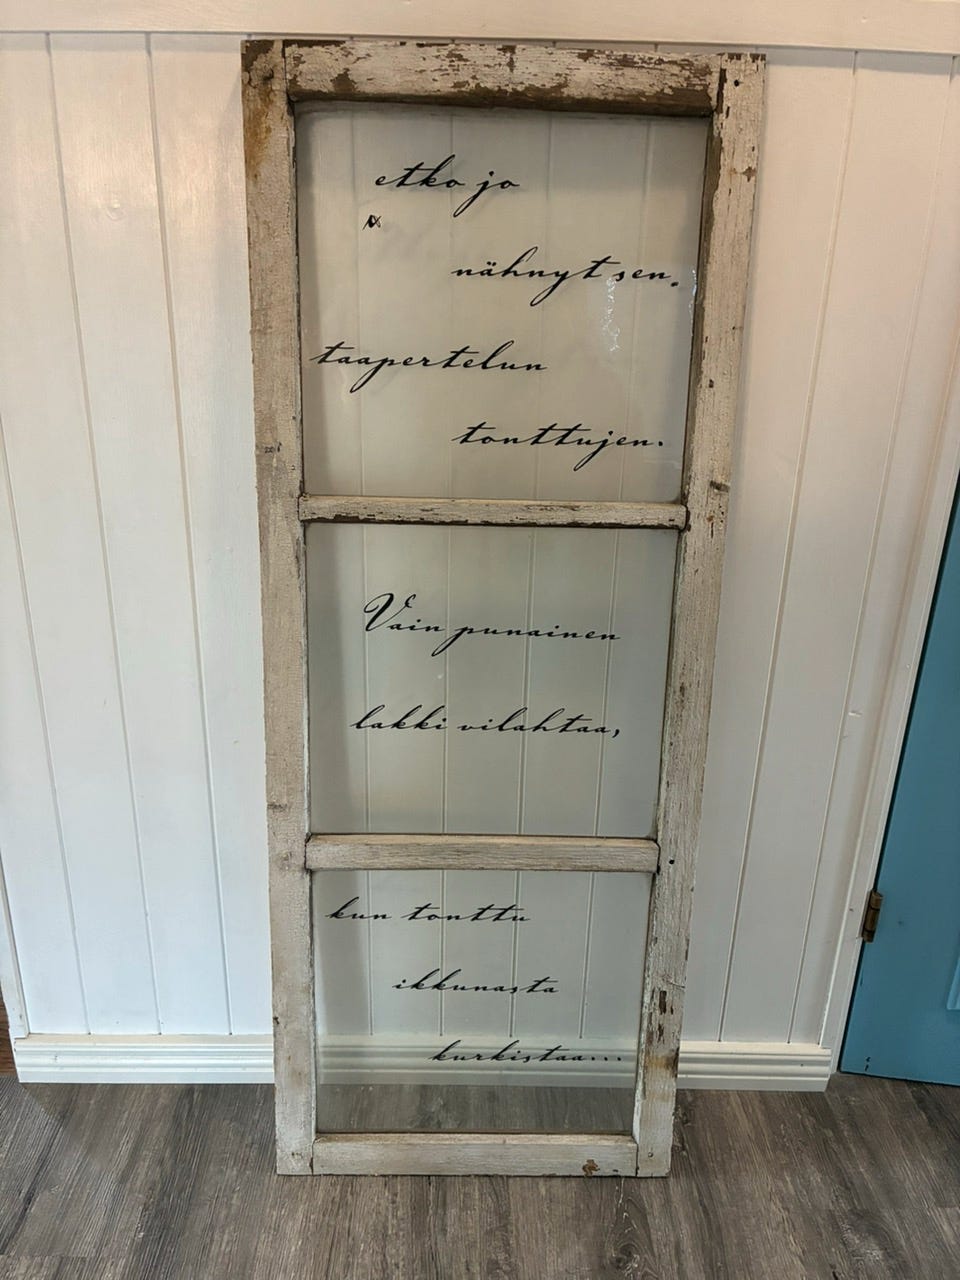 etko jo
nähnyt sen,
taapertelun
tonttujen.
Vain punainen
lakki vilahtaa,
kun tonttu
ikkunasta
kurkistaa...